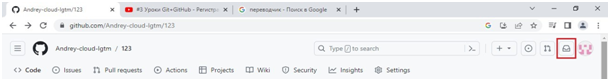 Andrey-cloud-lgtm/123
#3 Уроки Git+GitHub - Регистри
переводчик - Поиск в Google
github.com/Andrey-cloud-lgtm/123
Andrey-cloud-lgtm / 123
Type / to search
Code Issues Pull requests Actions Projects Wiki Security Insights Settings